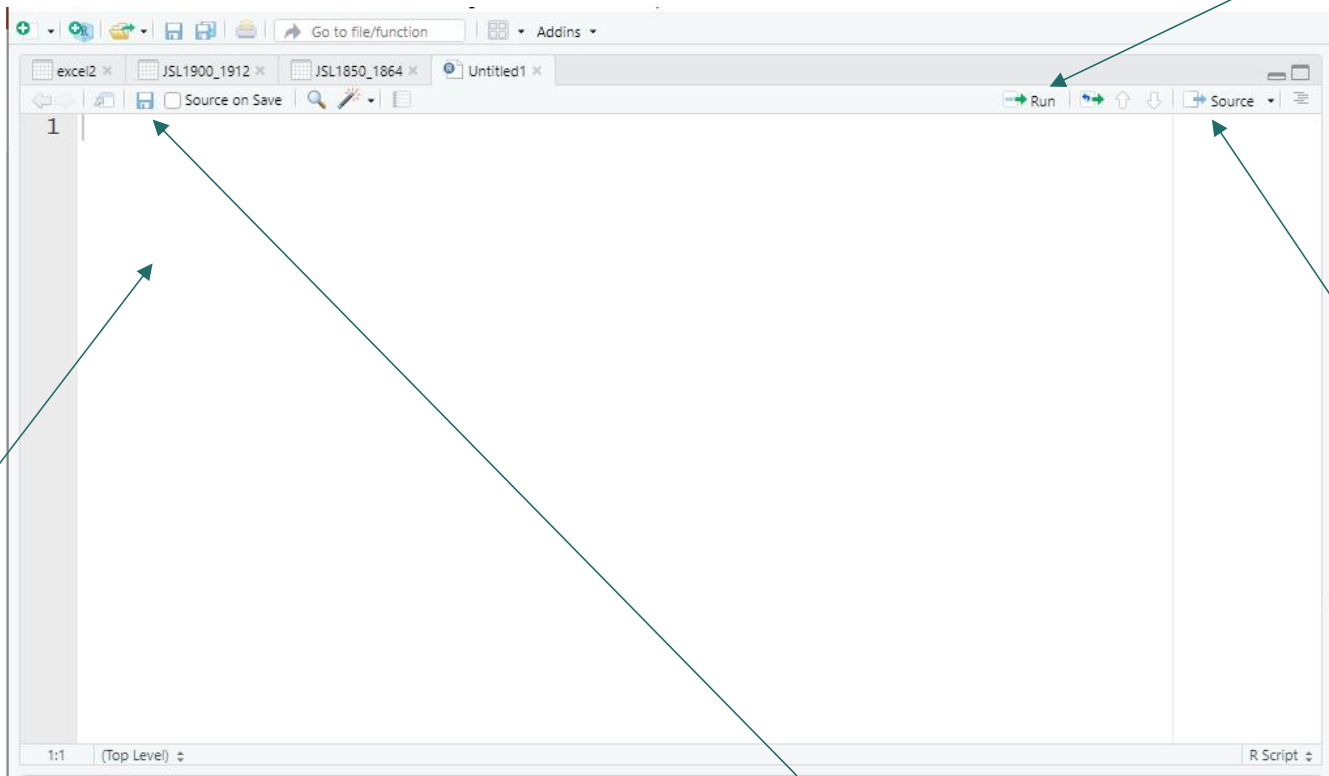 Go to file/function Addins
excel2 JSL1900_1912 JSL1850_1864 Untitled1
Source on Save Run Source
1
1:1 (Top Level) R Script